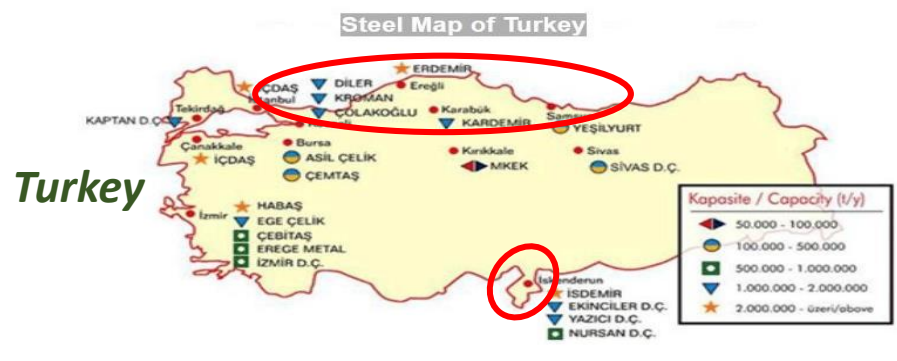 Steel Map of Turkey
ERDEMİR
İÇDAŞ
DİLER
Ereğli
İstanbul
KROMAN
Tekirdağ
Karabük
KAPTAN D.Ç.
ÇOLAKOĞLU
KARDEMİR
YEŞİLYURT
Çanakkale
Bursa
Kırıkkale
Sivas
İÇDAŞ
ASİL ÇELİK
MKEK
SİVAS D.Ç.
ÇEMTAŞ
Turkey
HABAŞ
İzmir
EGE ÇELİK
ÇEBİTAŞ
EREGE METAL
İZMİR D.Ç.
İskenderun
İSDEMİR
EKİNCİLER D.Ç.
YAZICI D.Ç.
NURSAN D.Ç.
Kapasite / Capacity (t/y)
50.000 - 100.000
100.000 - 500.000
500.000 - 1.000.000
1.000.000 - 2.000.000
2.000.000 - üzeri/above